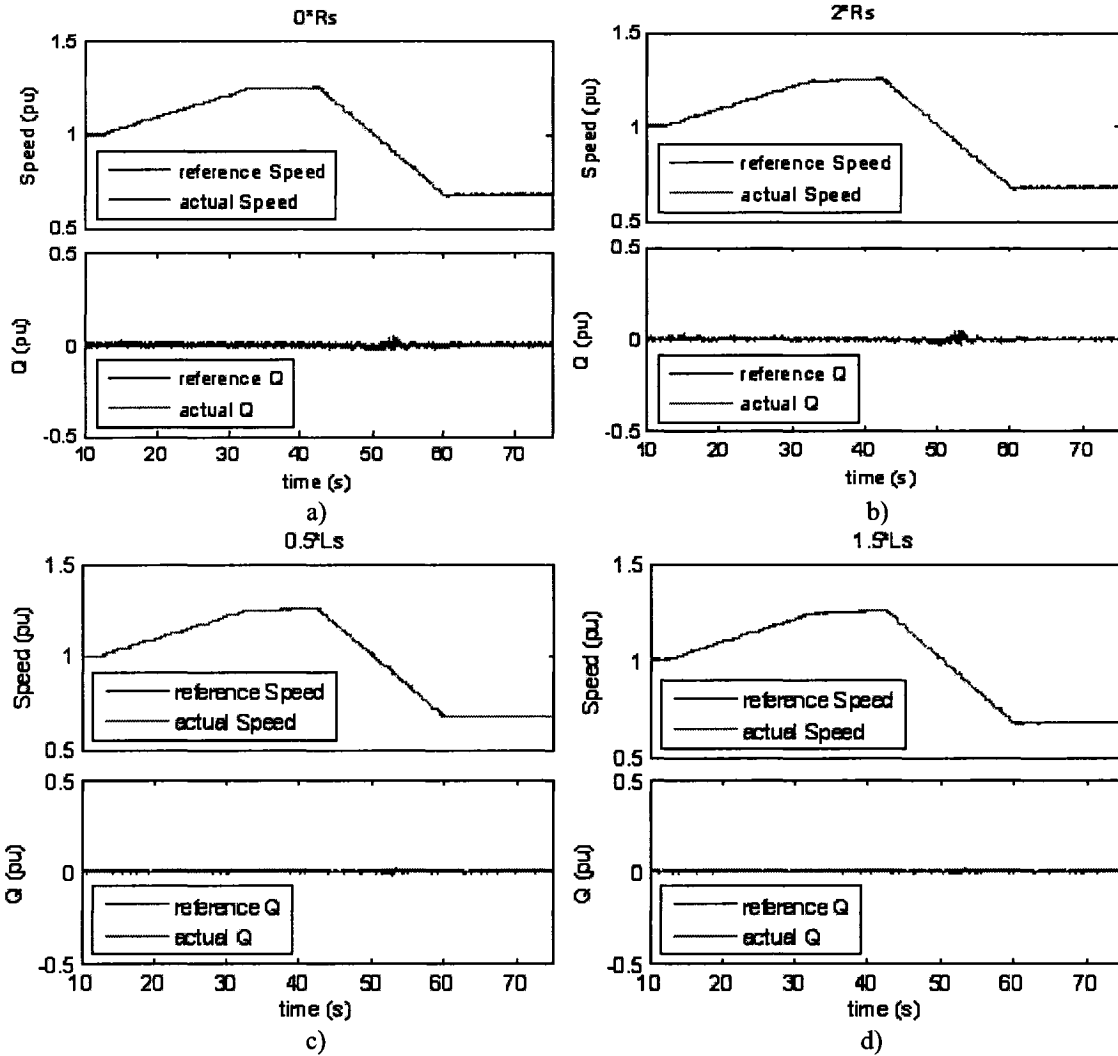 0*Rs
1.5
Speed (pu)
1
reference Speed
actual Speed
0.5
0.5
Q (pu)
0
reference Q
actual Q
-0.5
10 20 30 40 50 60 70
time (s)
a)
2*Rs
1.5
Speed (pu)
1
reference Speed
actual Speed
0.5
0.5
Q (pu)
0
reference Q
actual Q
-0.5
10 20 30 40 50 60 70
time (s)
b)
0.5*Ls
1.5
Speed (pu)
1
reference Speed
actual Speed
0.5
0.5
Q (pu)
0
reference Q
actual Q
-0.5
10 20 30 40 50 60 70
time (s)
c)
1.5*Ls
1.5
Speed (pu)
1
reference Speed
actual Speed
0.5
0.5
Q (pu)
0
reference Q
actual Q
-0.5
10 20 30 40 50 60 70
time (s)
d)